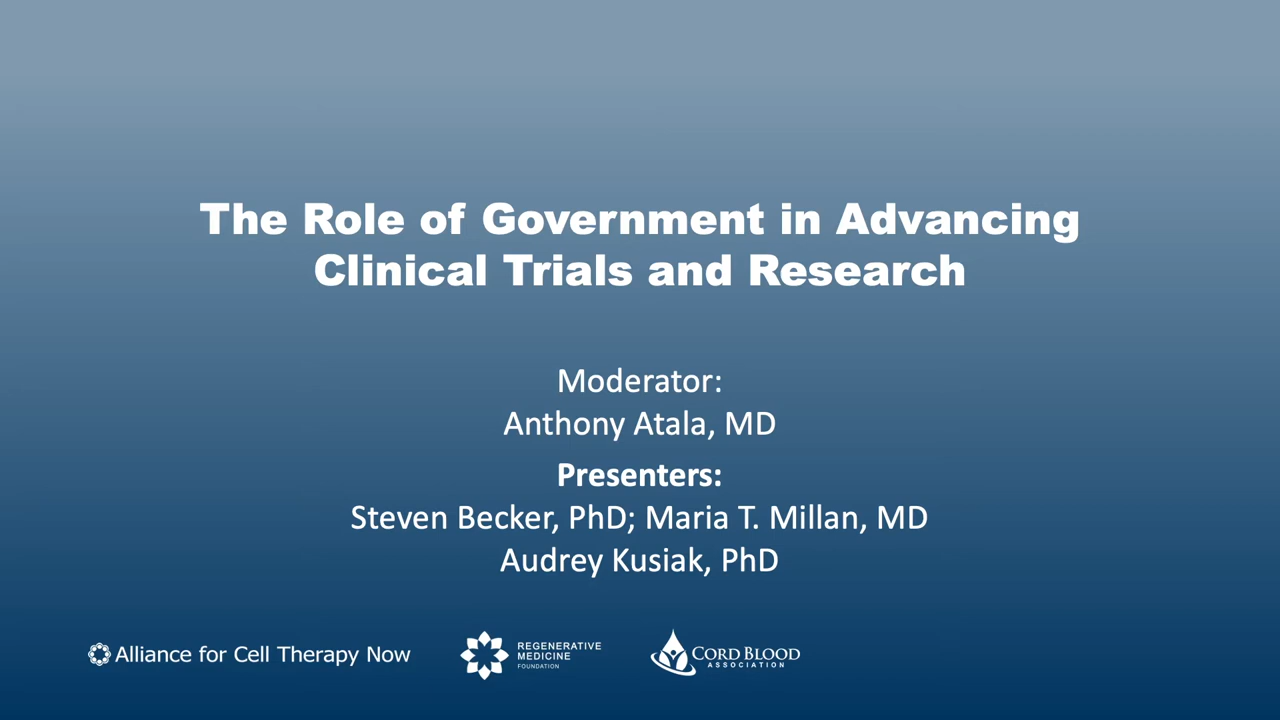 The Role of Government in Advancing
Clinical Trials and Research
Moderator:
Anthony Atala, MD
Presenters:
Steven Becker, PhD; Maria T. Millan, MD
Audrey Kusiak, PhD
Alliance for Cell Therapy Now
REGENERATIVE
MEDICINE
FOUNDATION
CORD BLOOD
ASSOCIATION